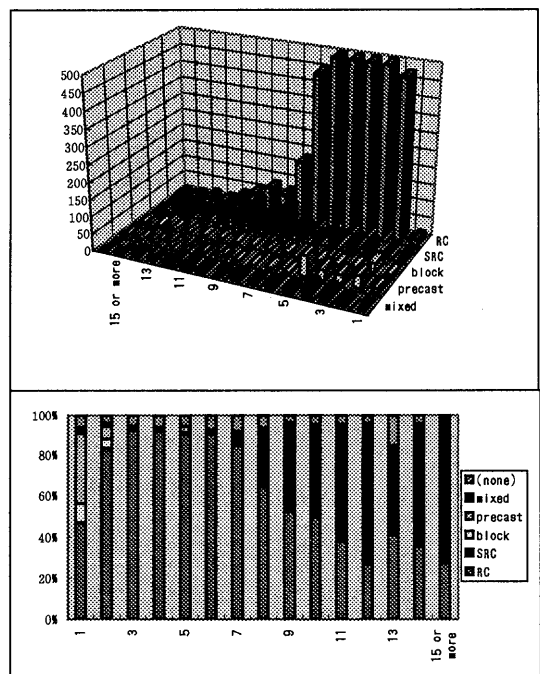 500
450
400
350
300
250
200
150
100
50
0
15 or more
13
11
9
7
5
3
1
RC
SRC
block
precast
mixed
100%
80%
60%
40%
20%
0%
1
3
5
7
9
11
13
15 or
more
(none)
mixed
precast
block
SRC
RC